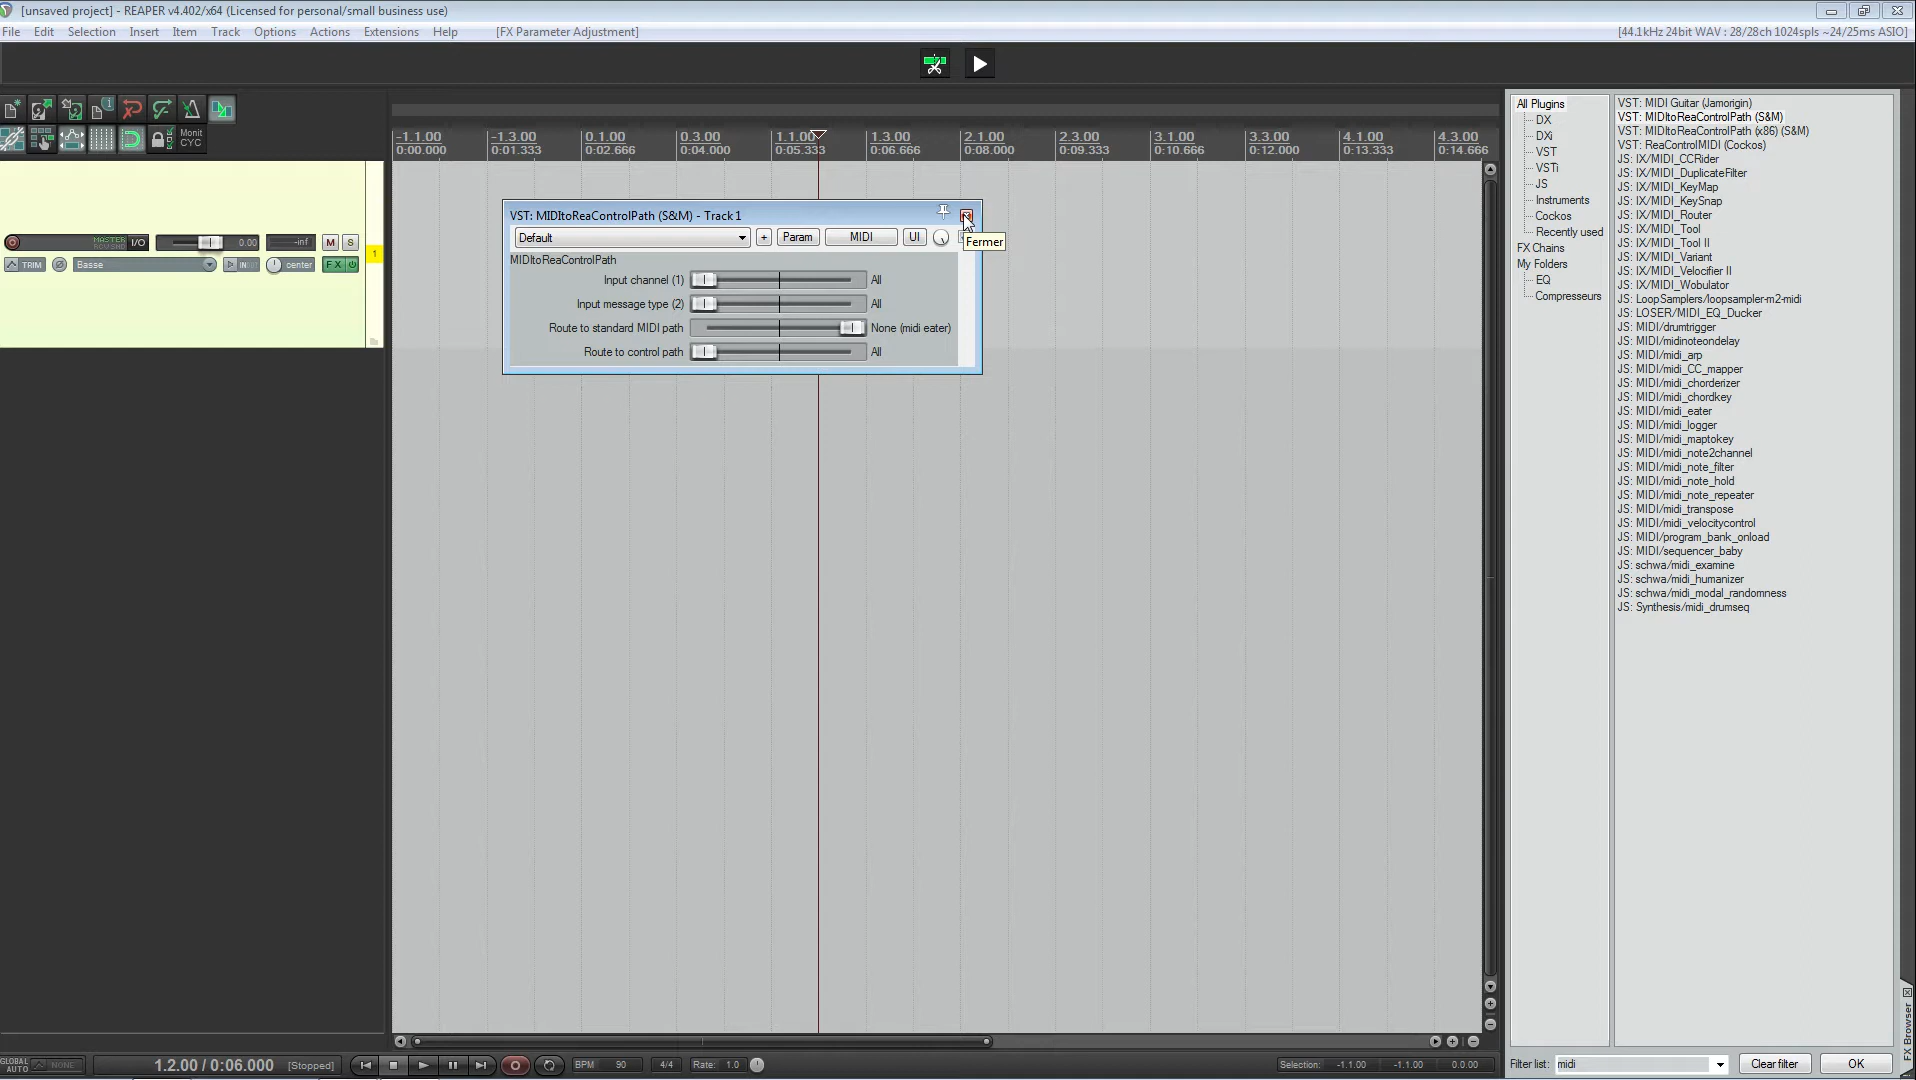 [unsaved project] - REAPER v4.402/x64 (Licensed for personal/small business use)
File Edit Selection Insert Item Track Options Actions Extensions Help [FX Parameter Adjustment] [44.1kHz 24bit WAV : 28/28ch 1024spls ~24/25ms ASIO]
Monit
CYC
-1.1.00 -1.3.00 0.1.00 0.3.00 1.1.00 1.3.00 2.1.00 2.3.00 3.1.00 3.3.00 4.1.00 4.3.00
0:00.000 0:01.333 0:02.666 0:04.000 0:05.333 0:06.666 0:08.000 0:09.333 0:10.666 0:12.000 0:13.333 0:14.666
MASTER I/O 0.00 -inf M S
TRIM Basse center FX
1
VST: MIDItoReaControlPath (S&M) - Track 1
Default + Param MIDI UI
Fermer
MIDItoReaControlPath
Input channel (1) All
Input message type (2) All
Route to standard MIDI path None (midi eater)
Route to control path All
All Plugins
DX
DXi
VST
VSTi
JS
Instruments
Cockos
Recently used
FX Chains
My Folders
EQ
Compresseurs
VST: MIDI Guitar (Jamorigin)
VST: MIDItoReaControlPath (S&M)
VST: MIDItoReaControlPath (x86) (S&M)
VST: ReaControlMIDI (Cockos)
JS: IX/MIDI_CCRider
JS: IX/MIDI_DuplicateFilter
JS: IX/MIDI_KeyMap
JS: IX/MIDI_KeySnap
JS: IX/MIDI_Router
JS: IX/MIDI_Tool
JS: IX/MIDI_Tool II
JS: IX/MIDI_Variant
JS: IX/MIDI_Velocifier II
JS: IX/MIDI_Wobulator
JS: LoopSamplers/loopsampler-m2-midi
JS: LOSER/MIDI_EQ_Ducker
JS: MIDI/drumtrigger
JS: MIDI/midinoteondelay
JS: MIDI/midi_arp
JS: MIDI/midi_CC_mapper
JS: MIDI/midi_chorderizer
JS: MIDI/midi_chordkey
JS: MIDI/midi_eater
JS: MIDI/midi_logger
JS: MIDI/midi_maptokey
JS: MIDI/midi_note2channel
JS: MIDI/midi_note_filter
JS: MIDI/midi_note_hold
JS: MIDI/midi_note_repeater
JS: MIDI/midi_transpose
JS: MIDI/midi_velocitycontrol
JS: MIDI/program_bank_onload
JS: MIDI/sequencer_baby
JS: schwa/midi_examine
JS: schwa/midi_humanizer
JS: schwa/midi_modal_randomness
JS: Synthesis/midi_drumseq
FX Browser
GLOBAL
AUTO NONE
1.2.00 / 0:06.000 [Stopped] BPM 90 4/4 Rate: 1.0 Selection: -1.1.00 -1.1.00 0.0.00
Filter list: midi Clear filter OK